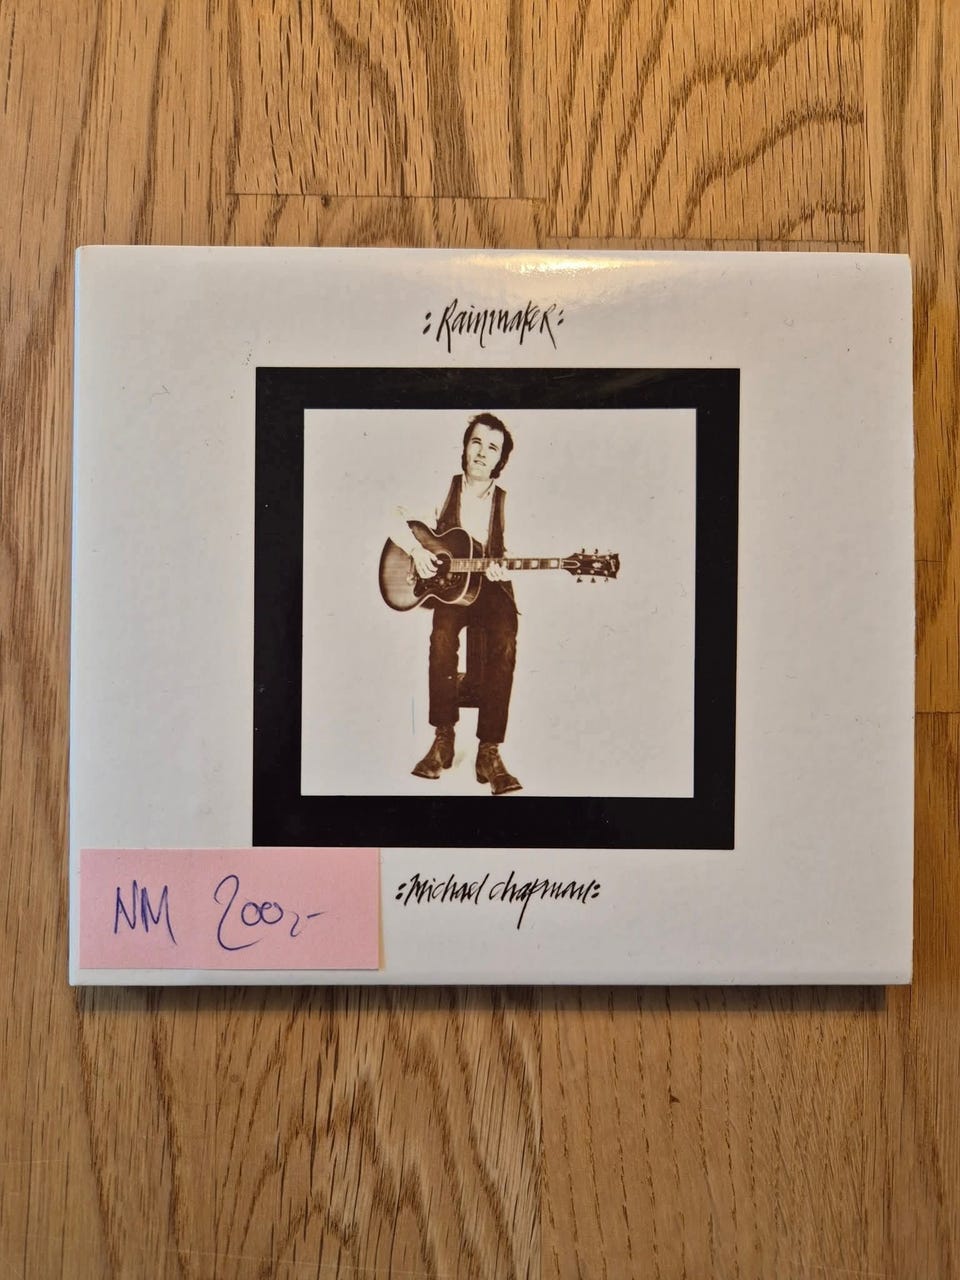 :Rainmaker:
:Michael chapman:
NM 200,-